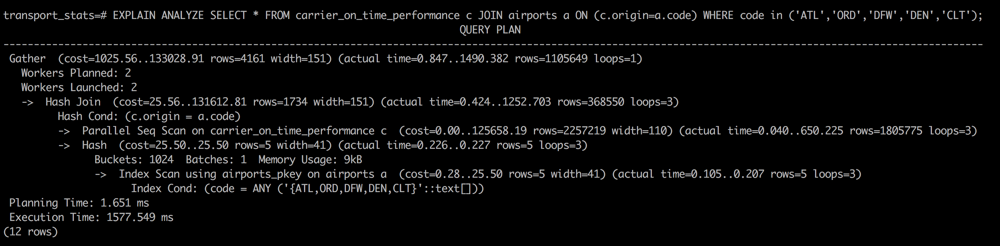 transport_stats=# EXPLAIN ANALYZE SELECT * FROM carrier_on_time_performance c JOIN airports a ON (c.origin=a.code) WHERE code in ('ATL','ORD','DFW','DEN','CLT');
QUERY PLAN
-----------------------------------------------------------------------------------------------------------------------------------------------------------------
Gather  (cost=1025.56..133028.91 rows=4161 width=151) (actual time=0.847..1490.382 rows=1105649 loops=1)
  Workers Planned: 2
  Workers Launched: 2
  ->  Hash Join  (cost=25.56..131612.81 rows=1734 width=151) (actual time=0.424..1252.703 rows=368550 loops=3)
        Hash Cond: (c.origin = a.code)
        ->  Parallel Seq Scan on carrier_on_time_performance c  (cost=0.00..125658.19 rows=2257219 width=110) (actual time=0.040..650.225 rows=1805775 loops=3)
        ->  Hash  (cost=25.50..25.50 rows=5 width=41) (actual time=0.226..0.227 rows=5 loops=3)
              Buckets: 1024  Batches: 1  Memory Usage: 9kB
              ->  Index Scan using airports_pkey on airports a  (cost=0.28..25.50 rows=5 width=41) (actual time=0.105..0.207 rows=5 loops=3)
                    Index Cond: (code = ANY ('{ATL,ORD,DFW,DEN,CLT}'::text[]))
Planning Time: 1.651 ms
Execution Time: 1577.549 ms
(12 rows)